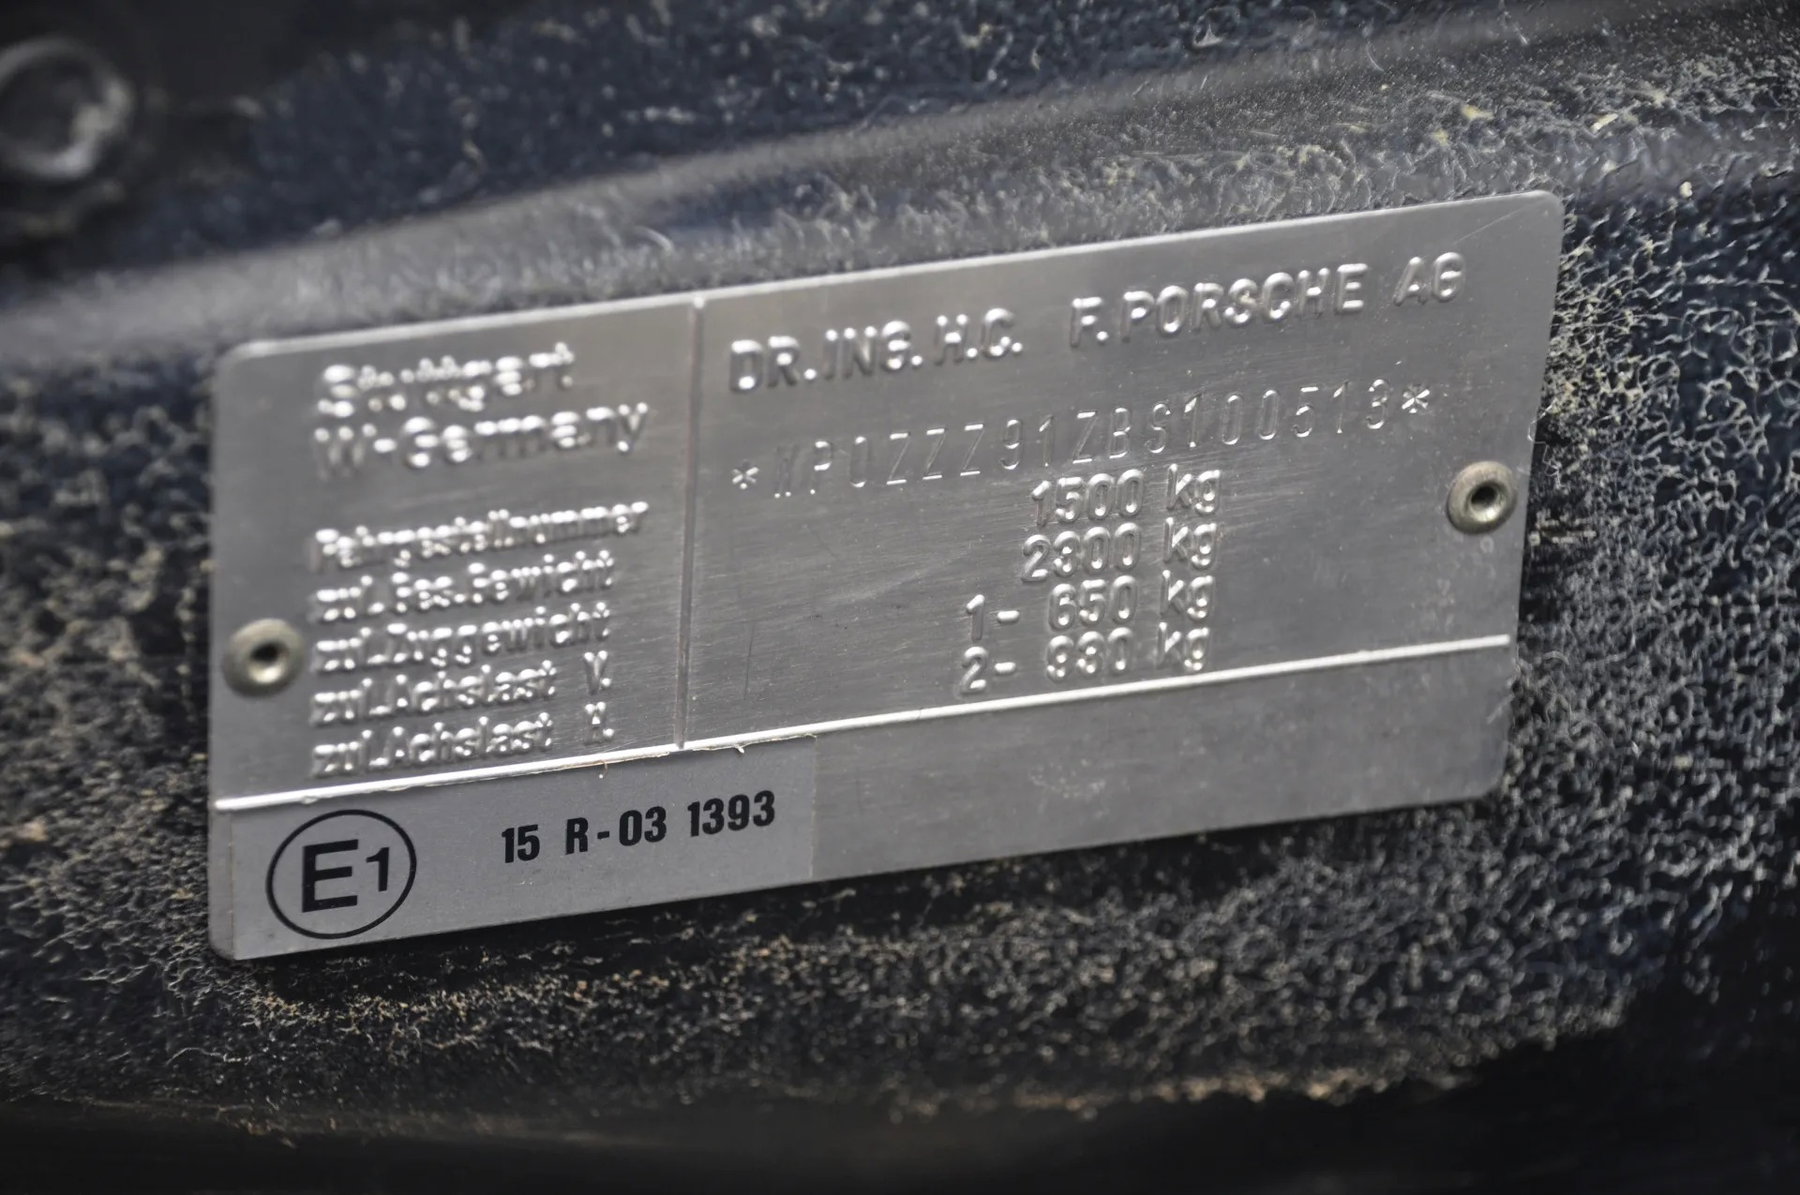 Stuttgart
W-Germany
DR.ING.H.C. F.PORSCHE AG
Fahrgestellnummer *WP0ZZZ91ZBS100513*
zul.Ges.Gewicht 1500 kg
zul.Zuggewicht 2300 kg
zul.Achslast V. 1- 650 kg
zul.Achslast H. 2- 930 kg
E1 15 R-03 1393